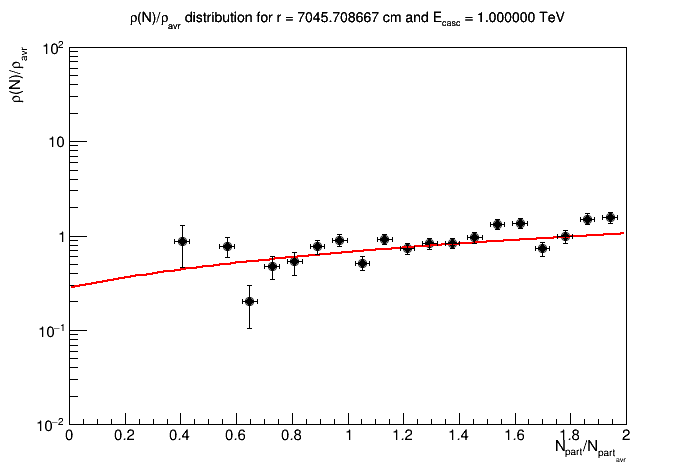 ρ(N)/ρavr distribution for r = 7045.708667 cm and Ecasc = 1.000000 TeV
ρ(N)/ρavr
10²
10
1
10⁻¹
10⁻²
0 0.2 0.4 0.6 0.8 1 1.2 1.4 1.6 1.8 2
Npart/Npartavr